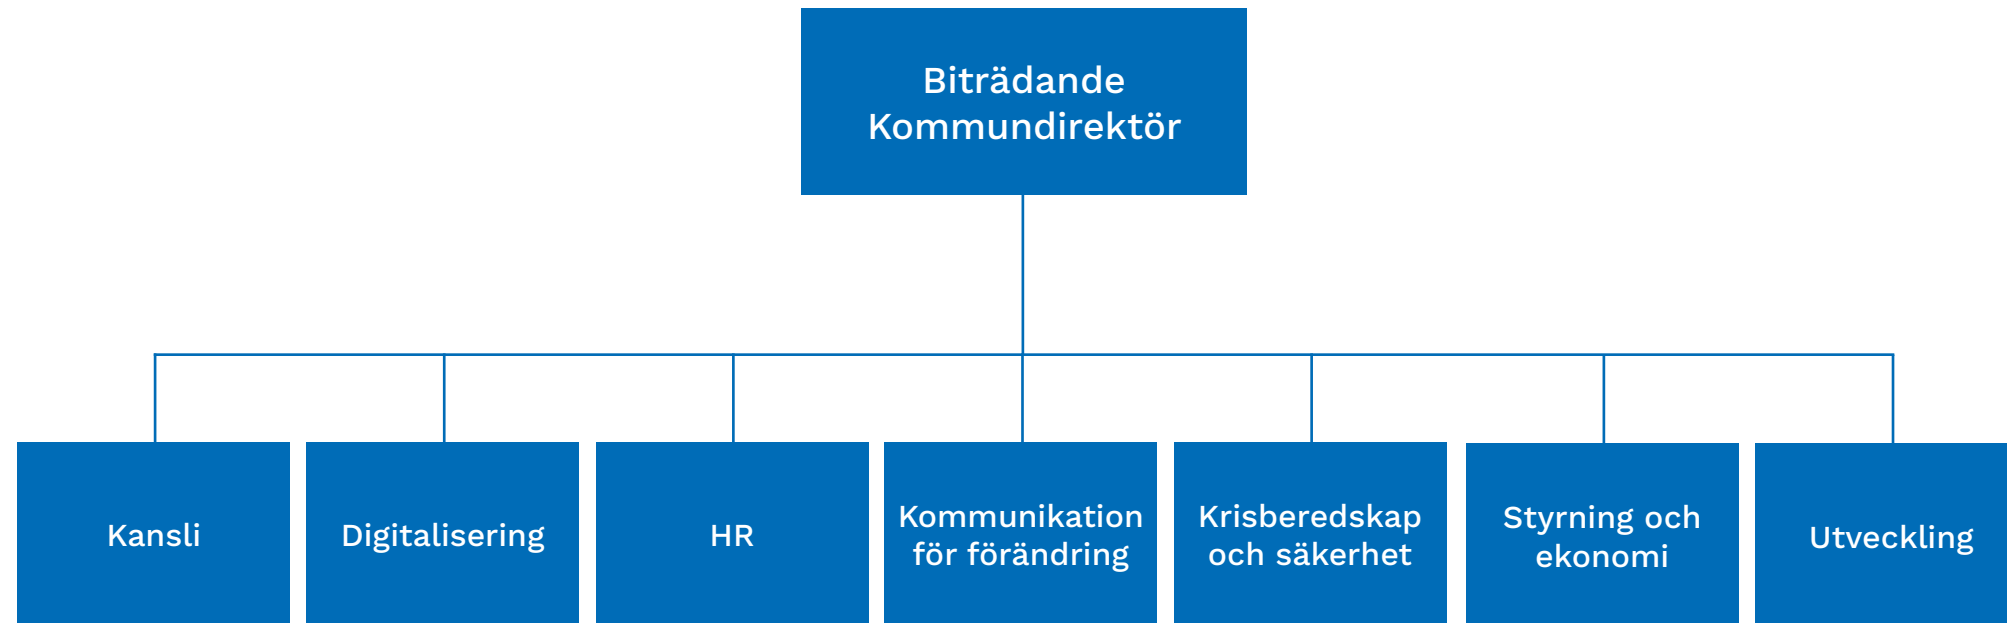 Biträdande
Kommundirektör
Kansli
Digitalisering
HR
Kommunikation
för förändring
Krisberedskap
och säkerhet
Styrning och
ekonomi
Utveckling